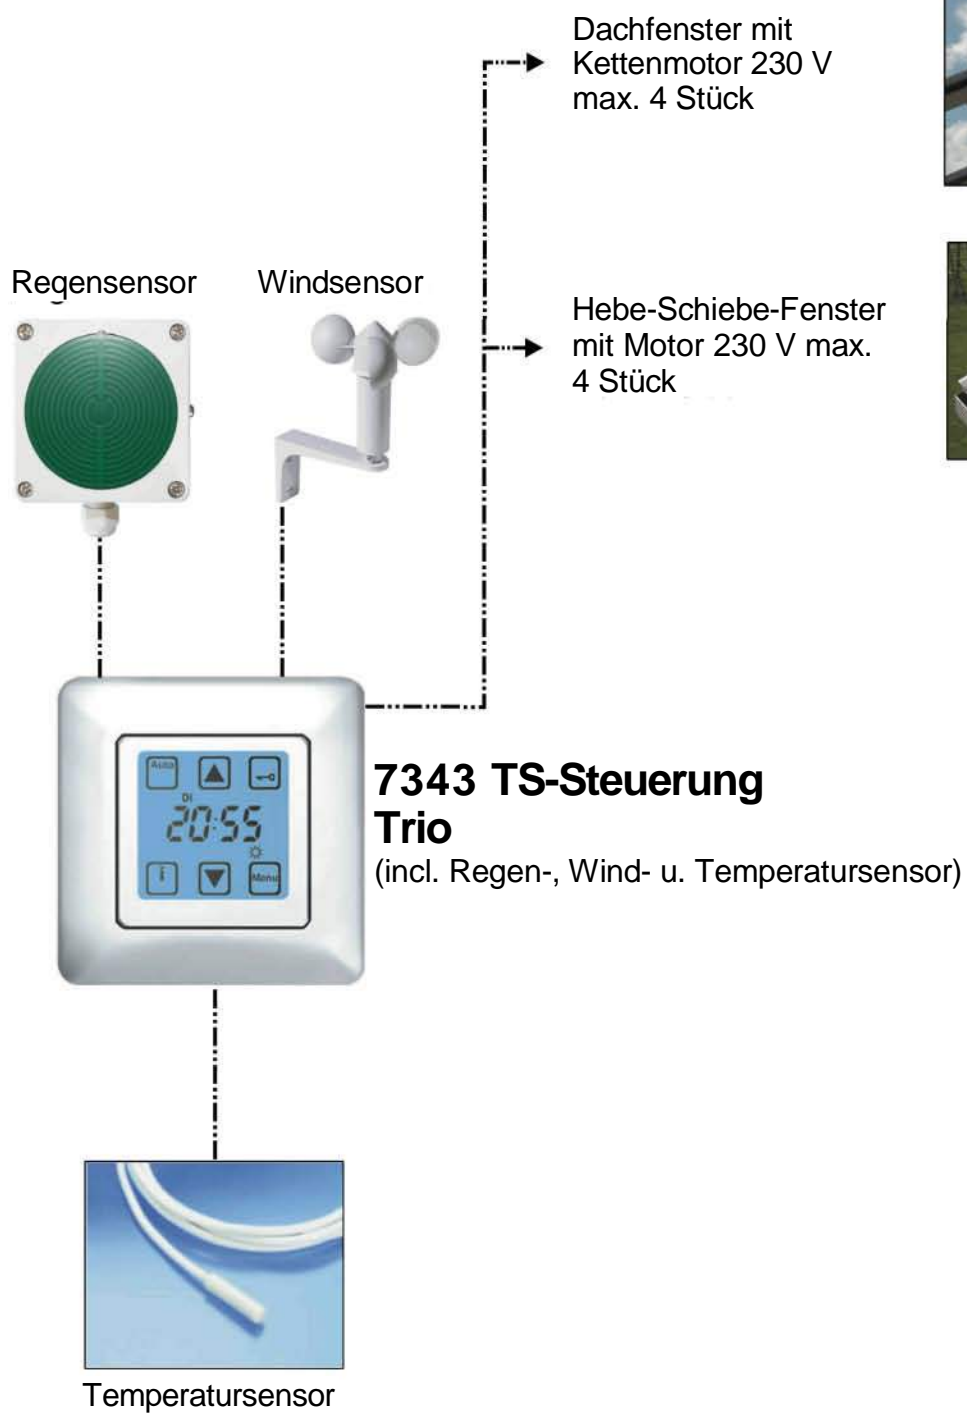 Dachfenster mit
Kettenmotor 230 V
max. 4 Stück
Regensensor
Windsensor
Hebe-Schiebe-Fenster
mit Motor 230 V max.
4 Stück
Auto
DI
20:55
Menu
7343 TS-Steuerung
Trio
(incl. Regen-, Wind- u. Temperatursensor)
Temperatursensor